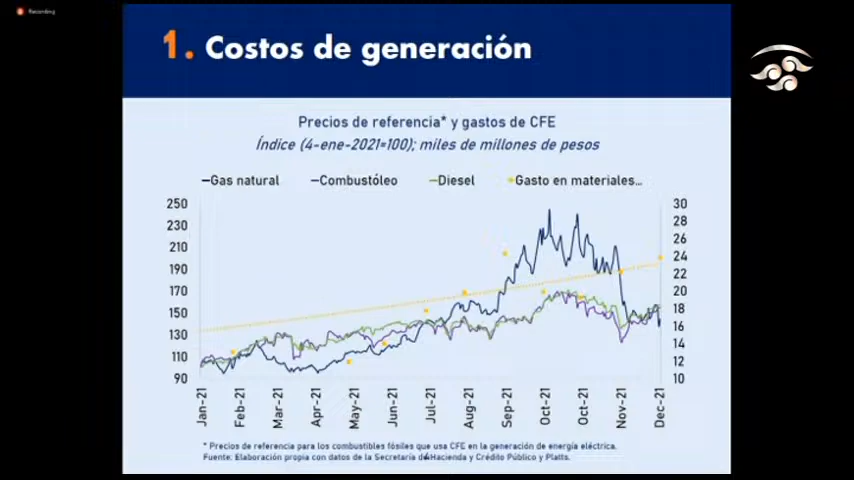 Recording
1. Costos de generación
Precios de referencia* y gastos de CFE
Índice (4-ene-2021=100); miles de millones de pesos
Gas natural Combustóleo Diesel Gasto en materiales...
250 30
230 28
210 26
190 24
170 22
150 20
130 18
110 16
90 14
12
10
Jan-21 Feb-21 Mar-21 Apr-21 May-21 Jun-21 Jul-21 Aug-21 Sep-21 Oct-21 Oct-21 Nov-21 Dec-21
* Precios de referencia para los combustibles fósiles que usa CFE en la generación de energía eléctrica.
Fuente: Elaboración propia con datos de la Secretaría de Hacienda y Crédito Público y Platts.
4